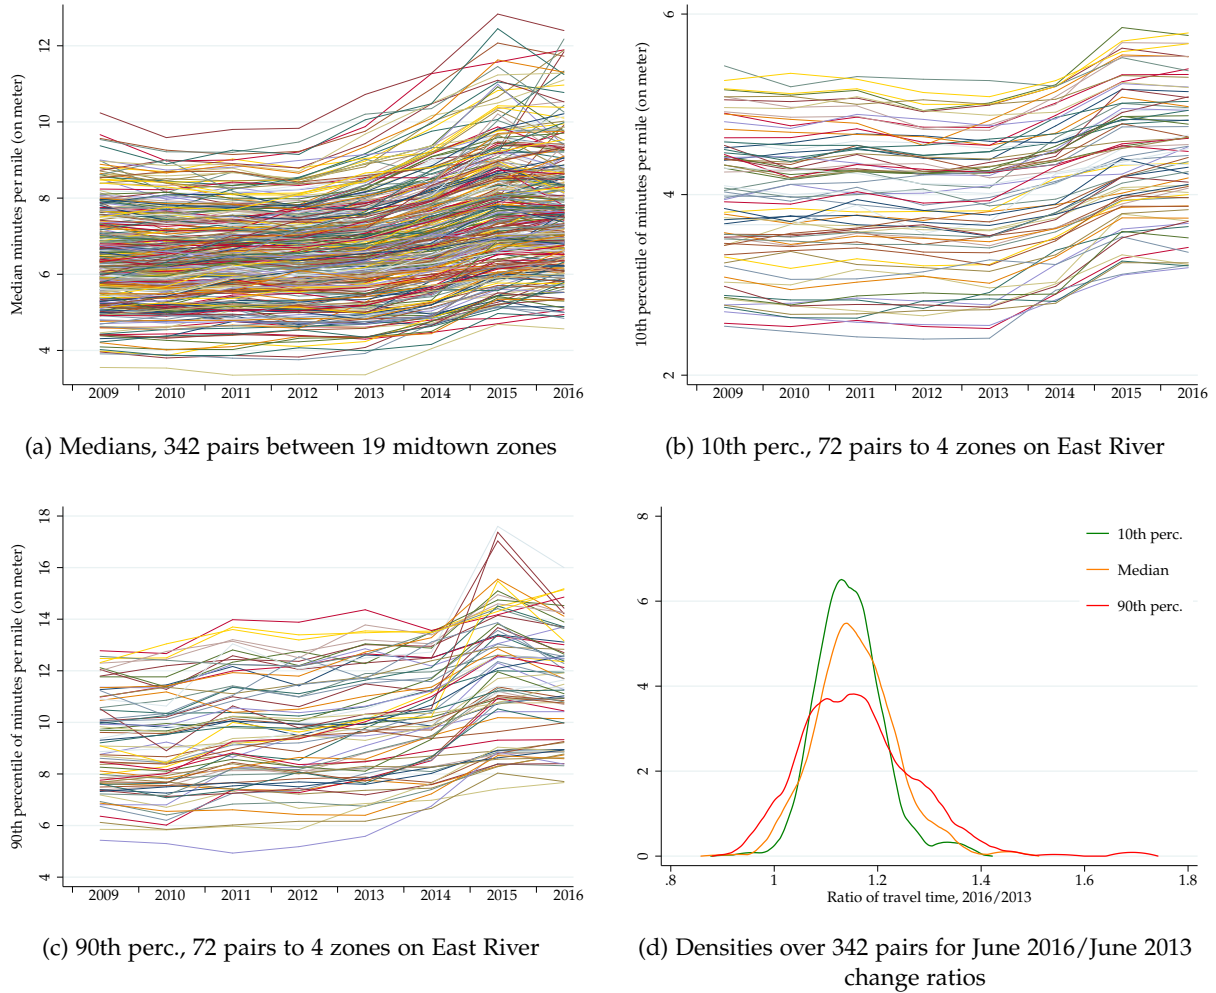 Median minutes per mile (on meter)
12
10
8
6
4
2009 2010 2011 2012 2013 2014 2015 2016
(a) Medians, 342 pairs between 19 midtown zones
10th percentile of minutes per mile (on meter)
6
4
2
2009 2010 2011 2012 2013 2014 2015 2016
(b) 10th perc., 72 pairs to 4 zones on East River
90th percentile of minutes per mile (on meter)
18
16
14
12
10
8
6
4
2009 2010 2011 2012 2013 2014 2015 2016
(c) 90th perc., 72 pairs to 4 zones on East River
8
6
4
2
0
10th perc.
Median
90th perc.
.8 1 1.2 1.4 1.6 1.8
Ratio of travel time, 2016/2013
(d) Densities over 342 pairs for June 2016/June 2013
change ratios